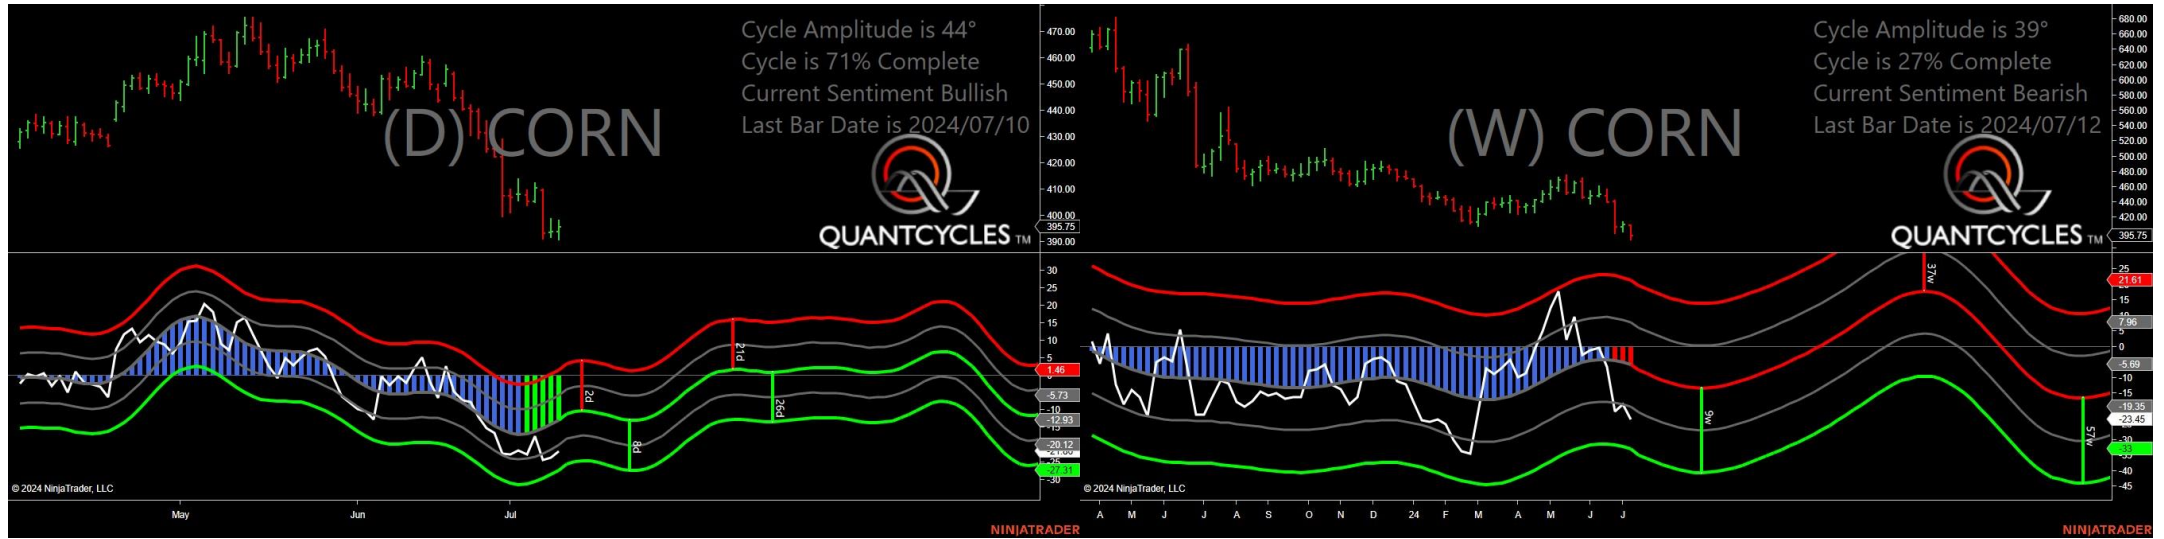 Cycle Amplitude is 44°
Cycle is 71% Complete
Current Sentiment Bullish
Last Bar Date is 2024/07/10
(D) CORN
QUANTCYCLES TM
470.00
460.00
450.00
440.00
430.00
420.00
410.00
400.00
395.75
390.00
30
25
20
15
10
5
1.46
-5.73
-10
-12.93
-20.12
-27.31
-30
2d
8d
21d
26d
© 2024 NinjaTrader, LLC
May
Jun
Jul
NINJATRADER
Cycle Amplitude is 39°
Cycle is 27% Complete
Current Sentiment Bearish
Last Bar Date is 2024/07/12
(W) CORN
QUANTCYCLES TM
680.00
660.00
640.00
620.00
600.00
580.00
560.00
540.00
520.00
500.00
480.00
460.00
440.00
420.00
395.75
25
21.61
15
7.96
5
0
-5.69
-10
-15
-19.35
-23.45
-30
-33
-40
-45
9w
37w
57w
© 2024 NinjaTrader, LLC
A M J J A S O N D 24 F M A M J J
NINJATRADER